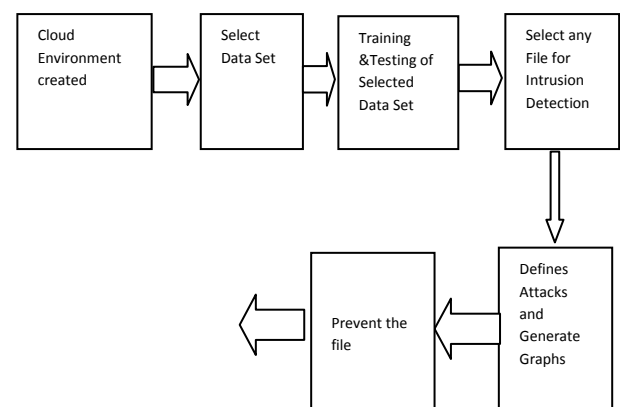 Cloud
Environment
created
Select
Data Set
Training
&Testing of
Selected
Data Set
Select any
File for
Intrusion
Detection
Defines
Attacks
and
Generate
Graphs
Prevent the
file